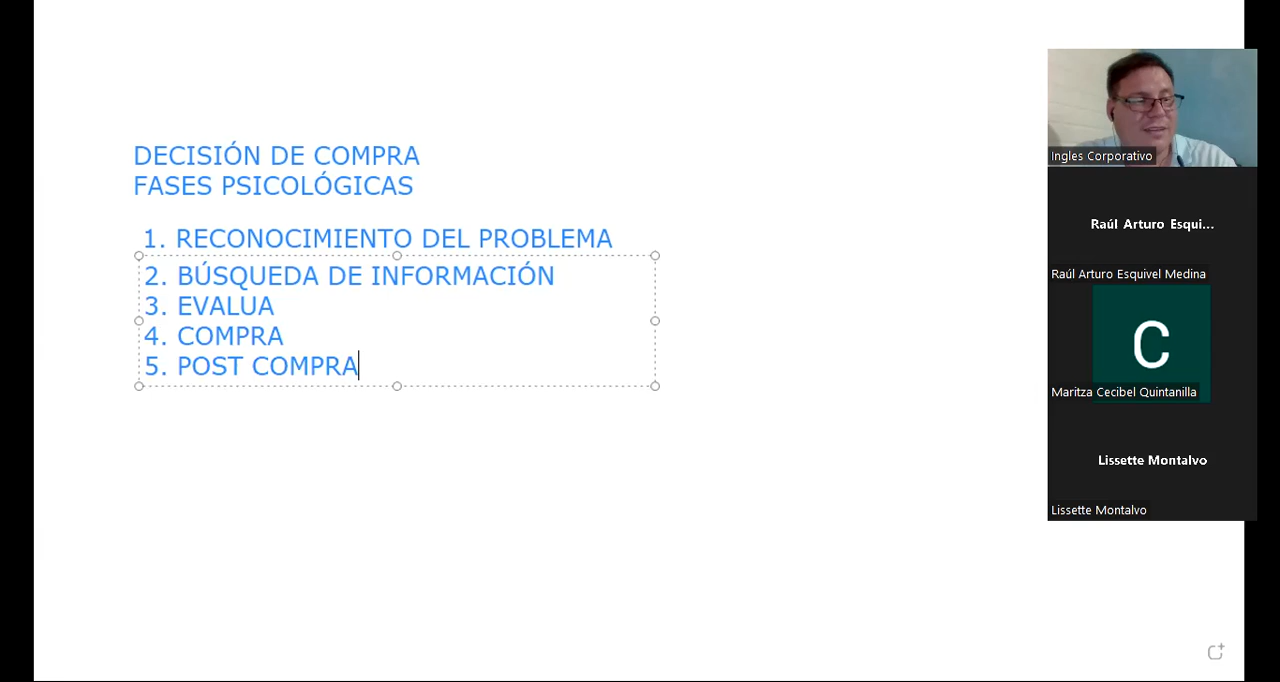 DECISIÓN DE COMPRA
FASES PSICOLÓGICAS
1. RECONOCIMIENTO DEL PROBLEMA
2. BÚSQUEDA DE INFORMACIÓN
3. EVALUA
4. COMPRA
5. POST COMPRA
Ingles Corporativo
Raúl Arturo Esqui...
Raúl Arturo Esquivel Medina
C
Maritza Cecibel Quintanilla
Lissette Montalvo
Lissette Montalvo